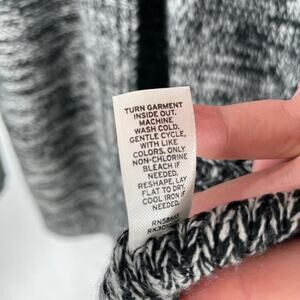 TURN GARMENT
INSIDE OUT.
MACHINE
WASH COLD,
GENTLE CYCLE,
WITH LIKE
COLORS. ONLY
NON-CHLORINE
BLEACH IF
NEEDED.
RESHAPE, LAY
FLAT TO DRY.
COOL IRON IF
NEEDED.